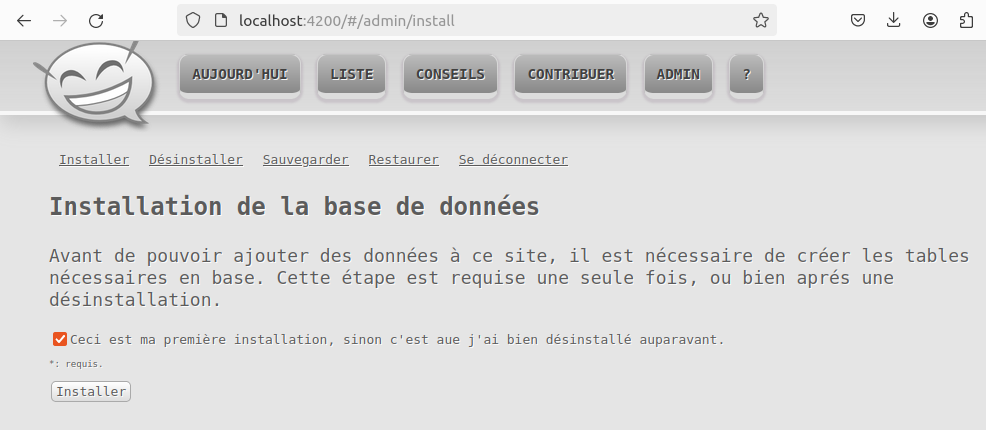 localhost:4200/#/admin/install
AUJOURD'HUI LISTE CONSEILS CONTRIBUER ADMIN ?
Installer Désinstaller Sauvegarder Restaurer Se déconnecter
Installation de la base de données
Avant de pouvoir ajouter des données à ce site, il est nécessaire de créer les tables
nécessaires en base. Cette étape est requise une seule fois, ou bien aprés une
désinstallation.
Ceci est ma première installation, sinon c'est aue j'ai bien désinstallé auparavant.
*: requis.
Installer